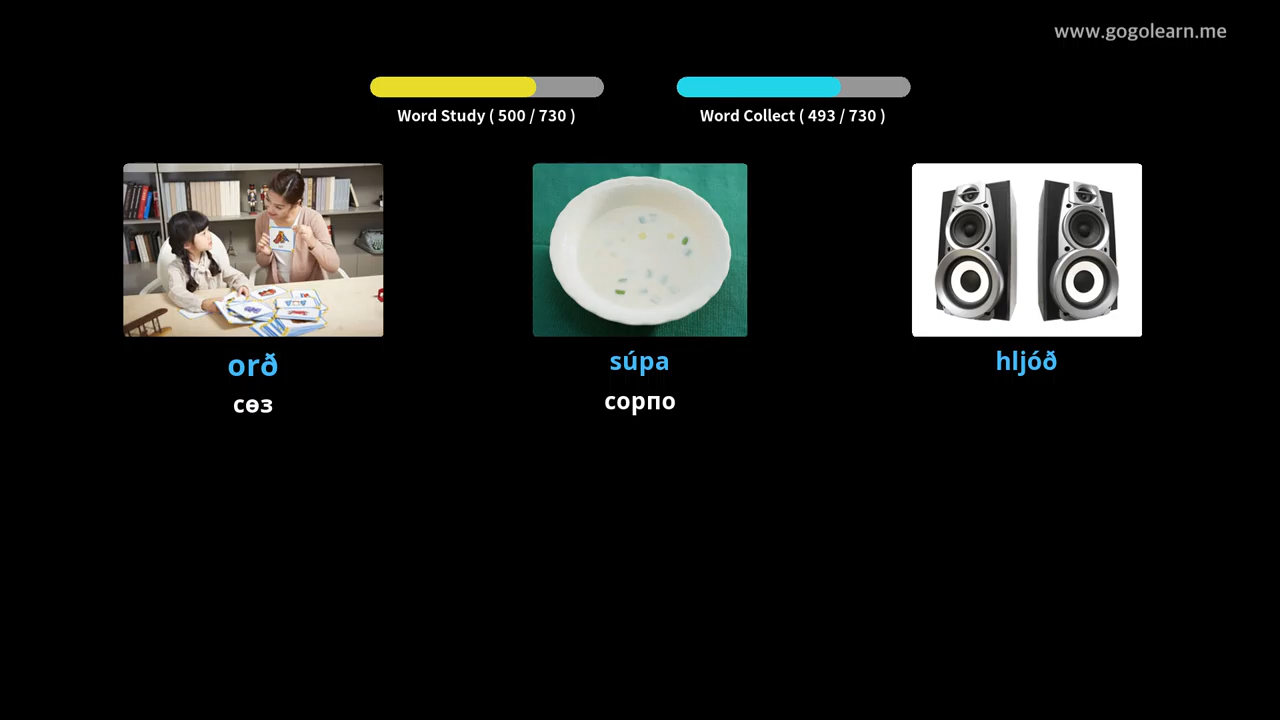 www.gogolearn.me
Word Study ( 500 / 730 )
Word Collect ( 493 / 730 )
orð
сөз
súpa
сорпо
hljóð